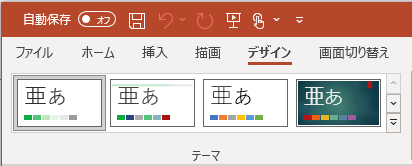 自動保存 オフ
ファイル ホーム 挿入 描画 デザイン 画面切り替え
亜あ 亜あ 亜あ 亜あ
テーマ